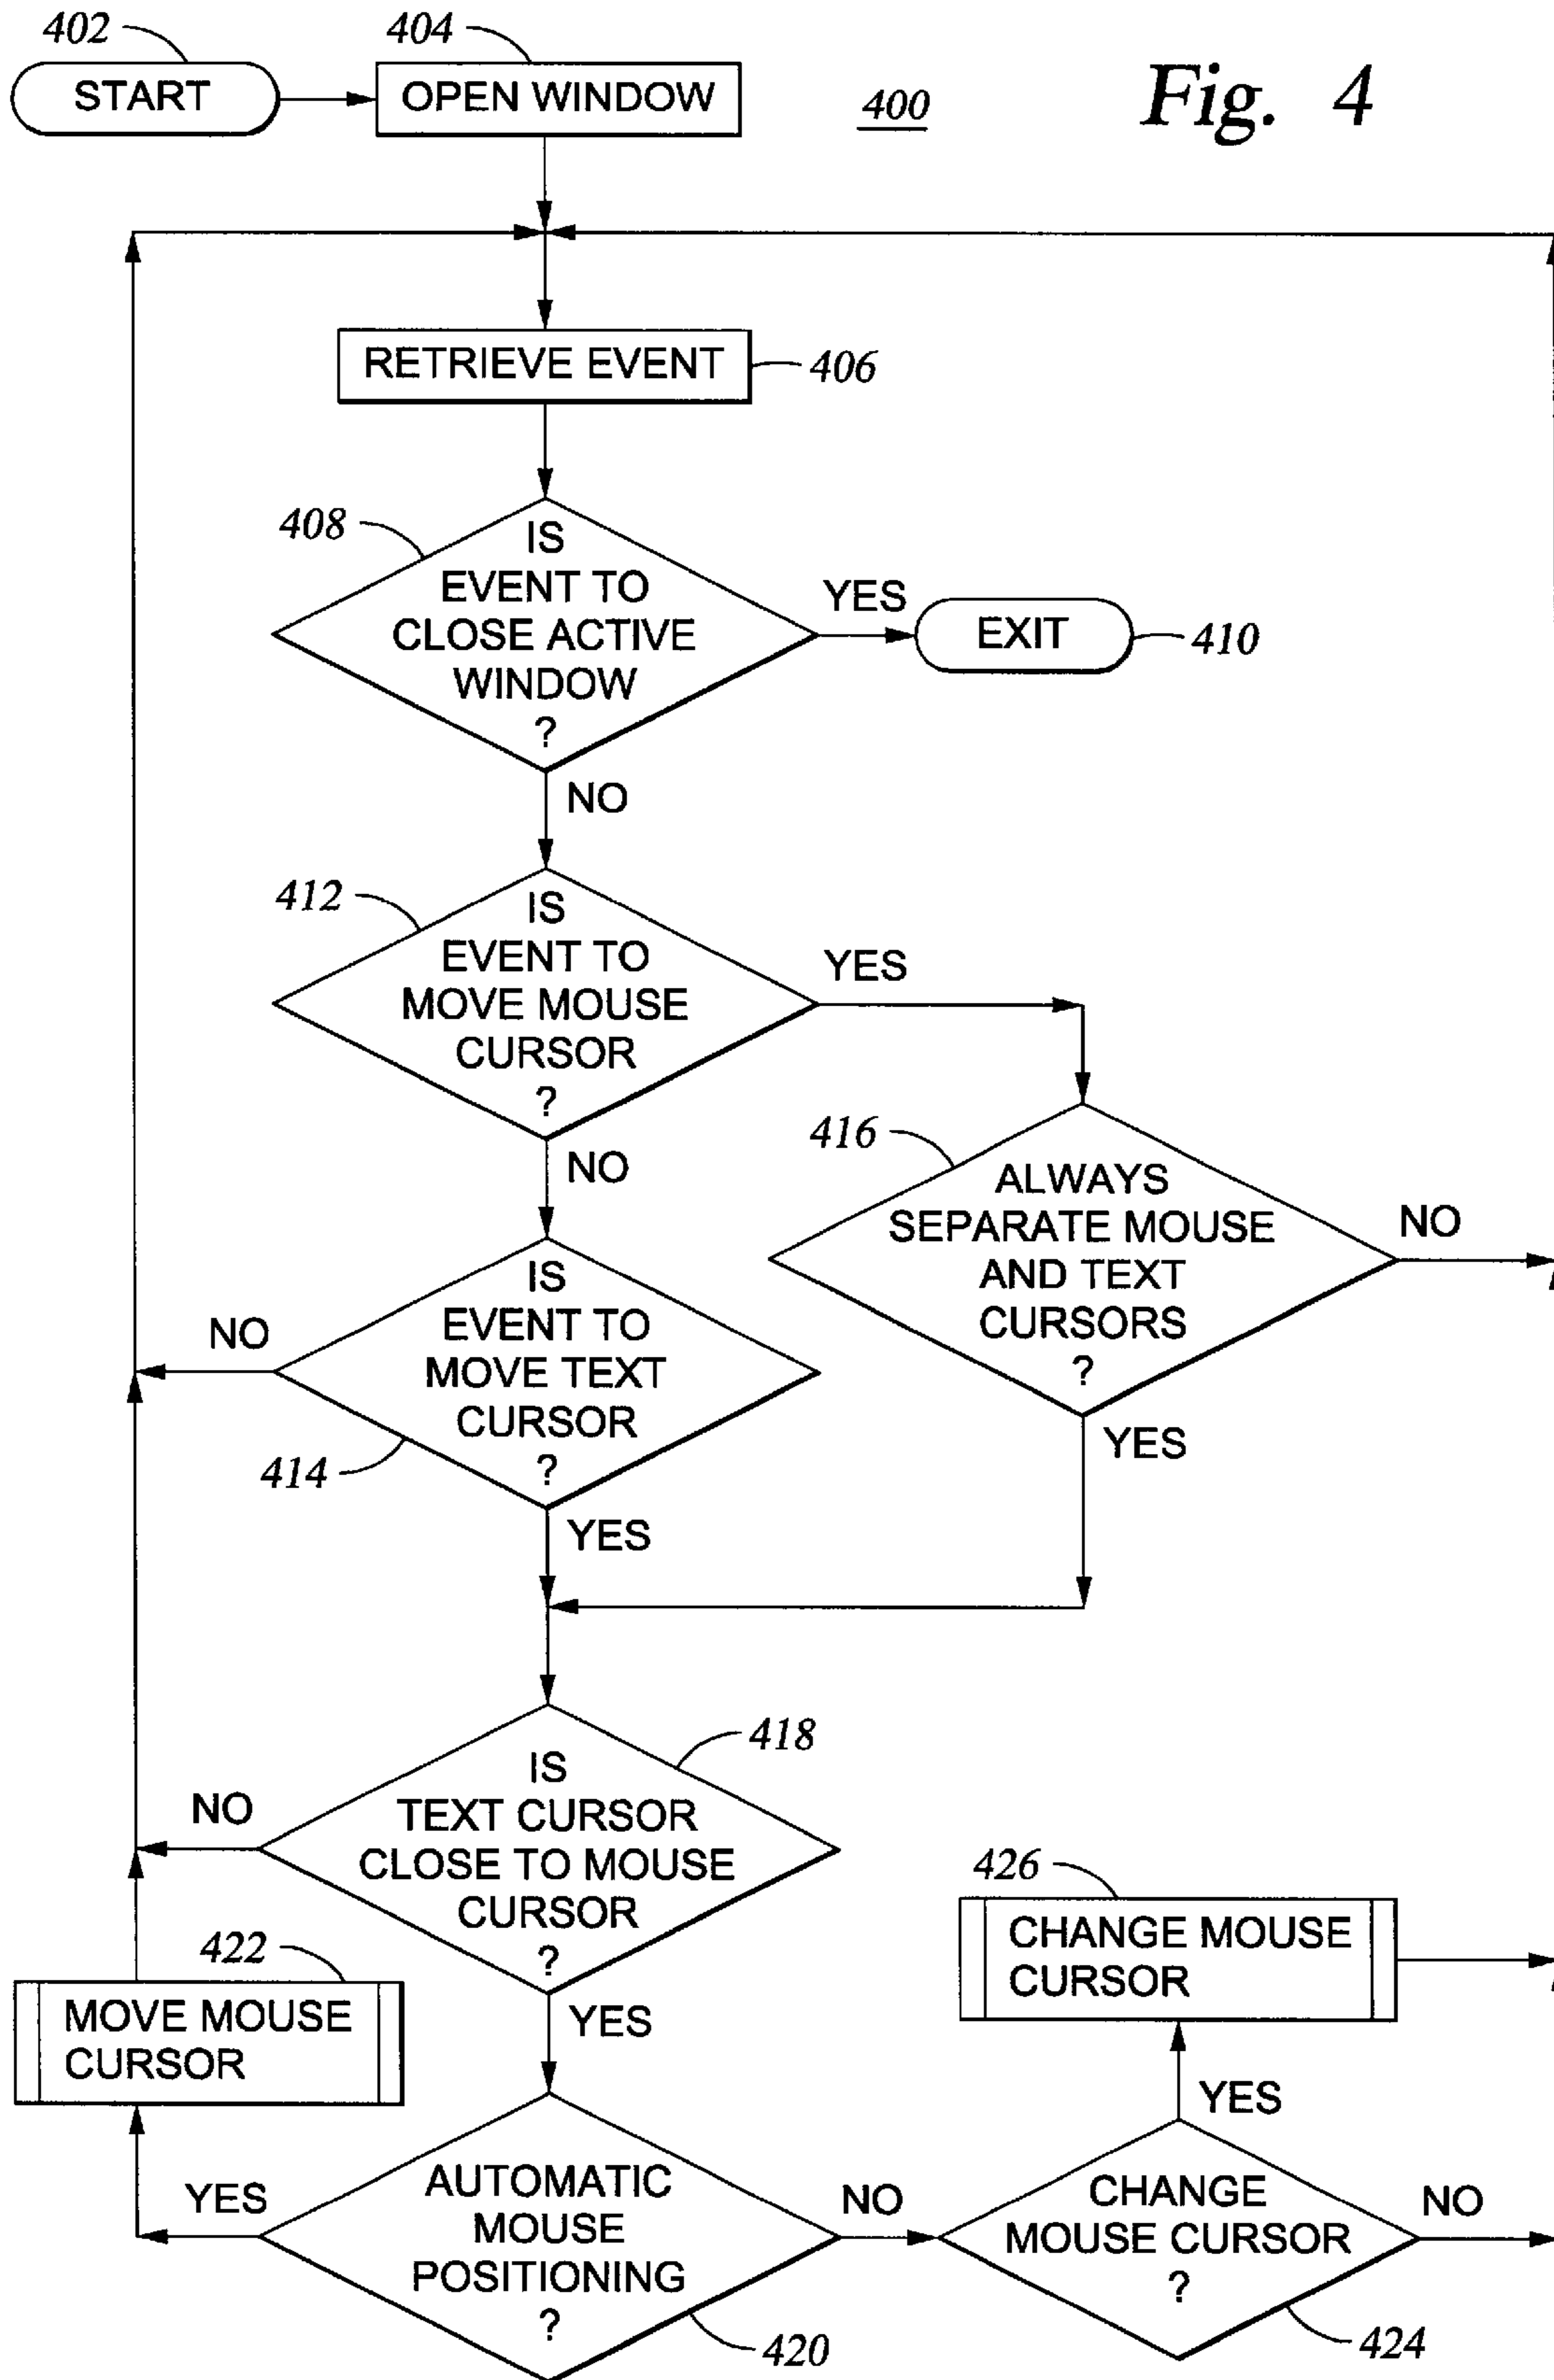 402
404
START
OPEN WINDOW
400
Fig. 4
RETRIEVE EVENT
406
408
IS
EVENT TO
CLOSE ACTIVE
WINDOW
?
YES
EXIT
410
NO
412
IS
EVENT TO
MOVE MOUSE
CURSOR
?
YES
NO
416
ALWAYS
SEPARATE MOUSE
AND TEXT
CURSORS
?
NO
YES
IS
EVENT TO
MOVE TEXT
CURSOR
?
NO
414
YES
418
IS
TEXT CURSOR
CLOSE TO MOUSE
CURSOR
?
NO
YES
422
MOVE MOUSE
CURSOR
426
CHANGE MOUSE
CURSOR
YES
YES
AUTOMATIC
MOUSE
POSITIONING
?
420
NO
CHANGE
MOUSE CURSOR
?
NO
424